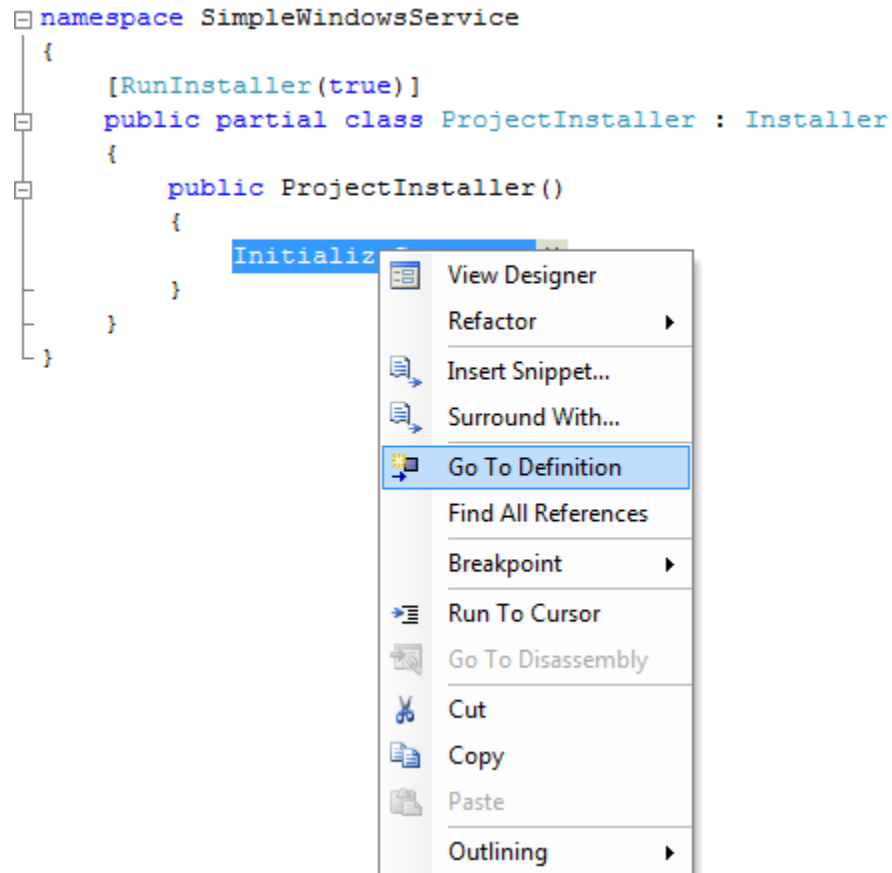 namespace SimpleWindowsService
{
[RunInstaller(true)]
public partial class ProjectInstaller : Installer
{
public ProjectInstaller()
{
Initializ
}
}
}
View Designer
Refactor
Insert Snippet...
Surround With...
Go To Definition
Find All References
Breakpoint
Run To Cursor
Go To Disassembly
Cut
Copy
Paste
Outlining